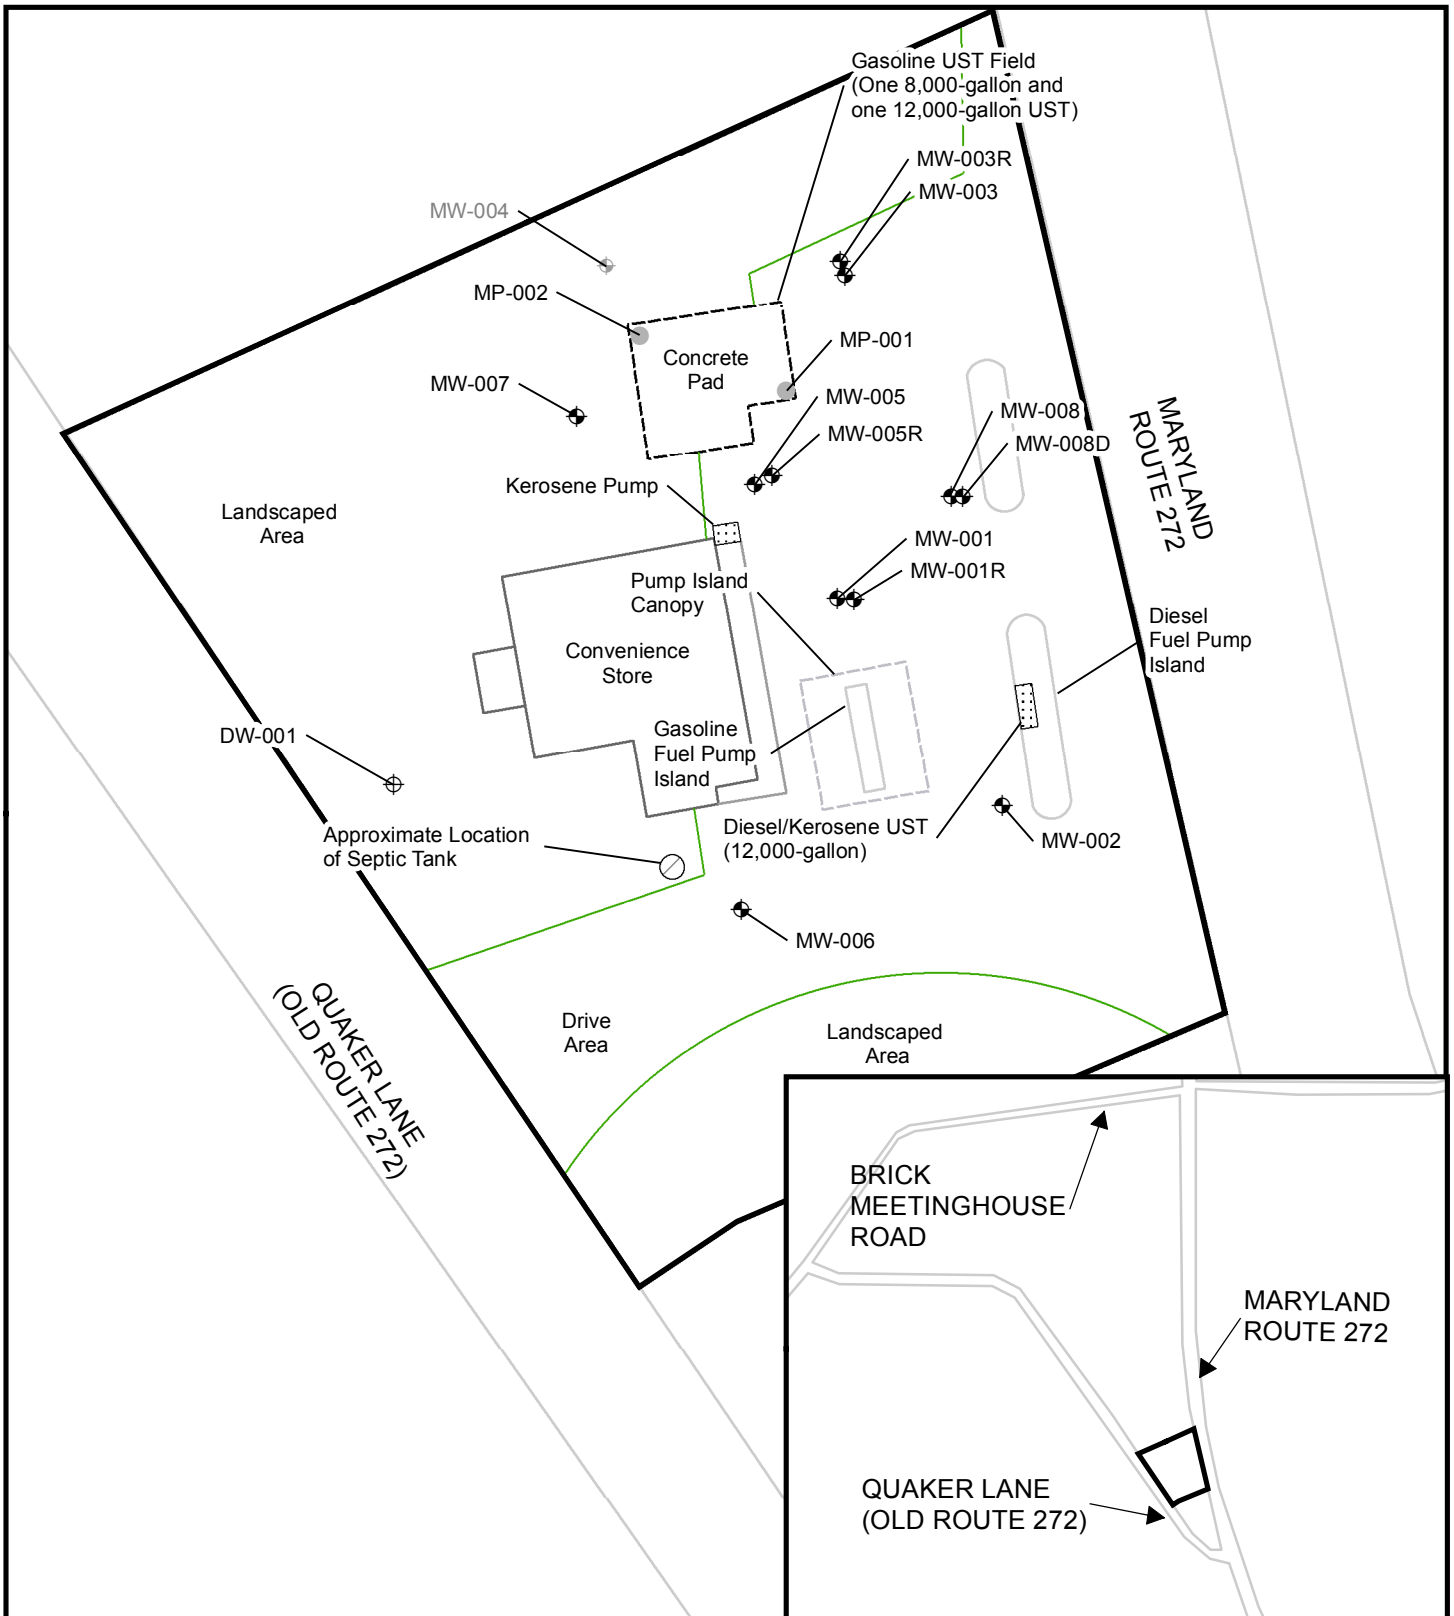 Gasoline UST Field
(One 8,000-gallon and
one 12,000-gallon UST)
MW-003R
MW-003
MW-004
MP-002
MP-001
Concrete
Pad
MW-007
MW-005
MW-005R
MW-008
MW-008D
MARYLAND
ROUTE 272
Kerosene Pump
Landscaped
Area
MW-001
MW-001R
Pump Island
Canopy
Diesel
Fuel Pump
Island
Convenience
Store
DW-001
Gasoline
Fuel Pump
Island
Diesel/Kerosene UST
(12,000-gallon)
MW-002
Approximate Location
of Septic Tank
MW-006
QUAKER LANE
(OLD ROUTE 272)
Drive
Area
Landscaped
Area
BRICK
MEETINGHOUSE
ROAD
MARYLAND
ROUTE 272
QUAKER LANE
(OLD ROUTE 272)